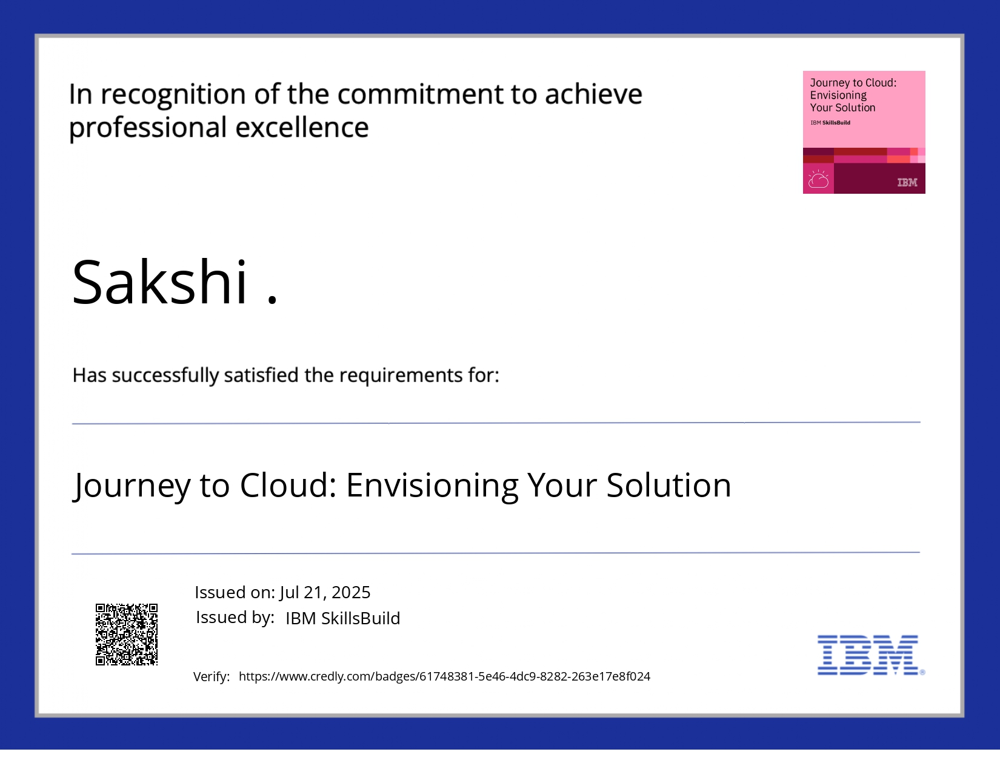 In recognition of the commitment to achieve
professional excellence
Journey to Cloud:
Envisioning
Your Solution
IBM SkillsBuild
IBM
Sakshi .
Has successfully satisfied the requirements for:
Journey to Cloud: Envisioning Your Solution
Issued on: Jul 21, 2025
Issued by: IBM SkillsBuild
Verify: https://www.credly.com/badges/61748381-5e46-4dc9-8282-263e17e8f024
IBM®